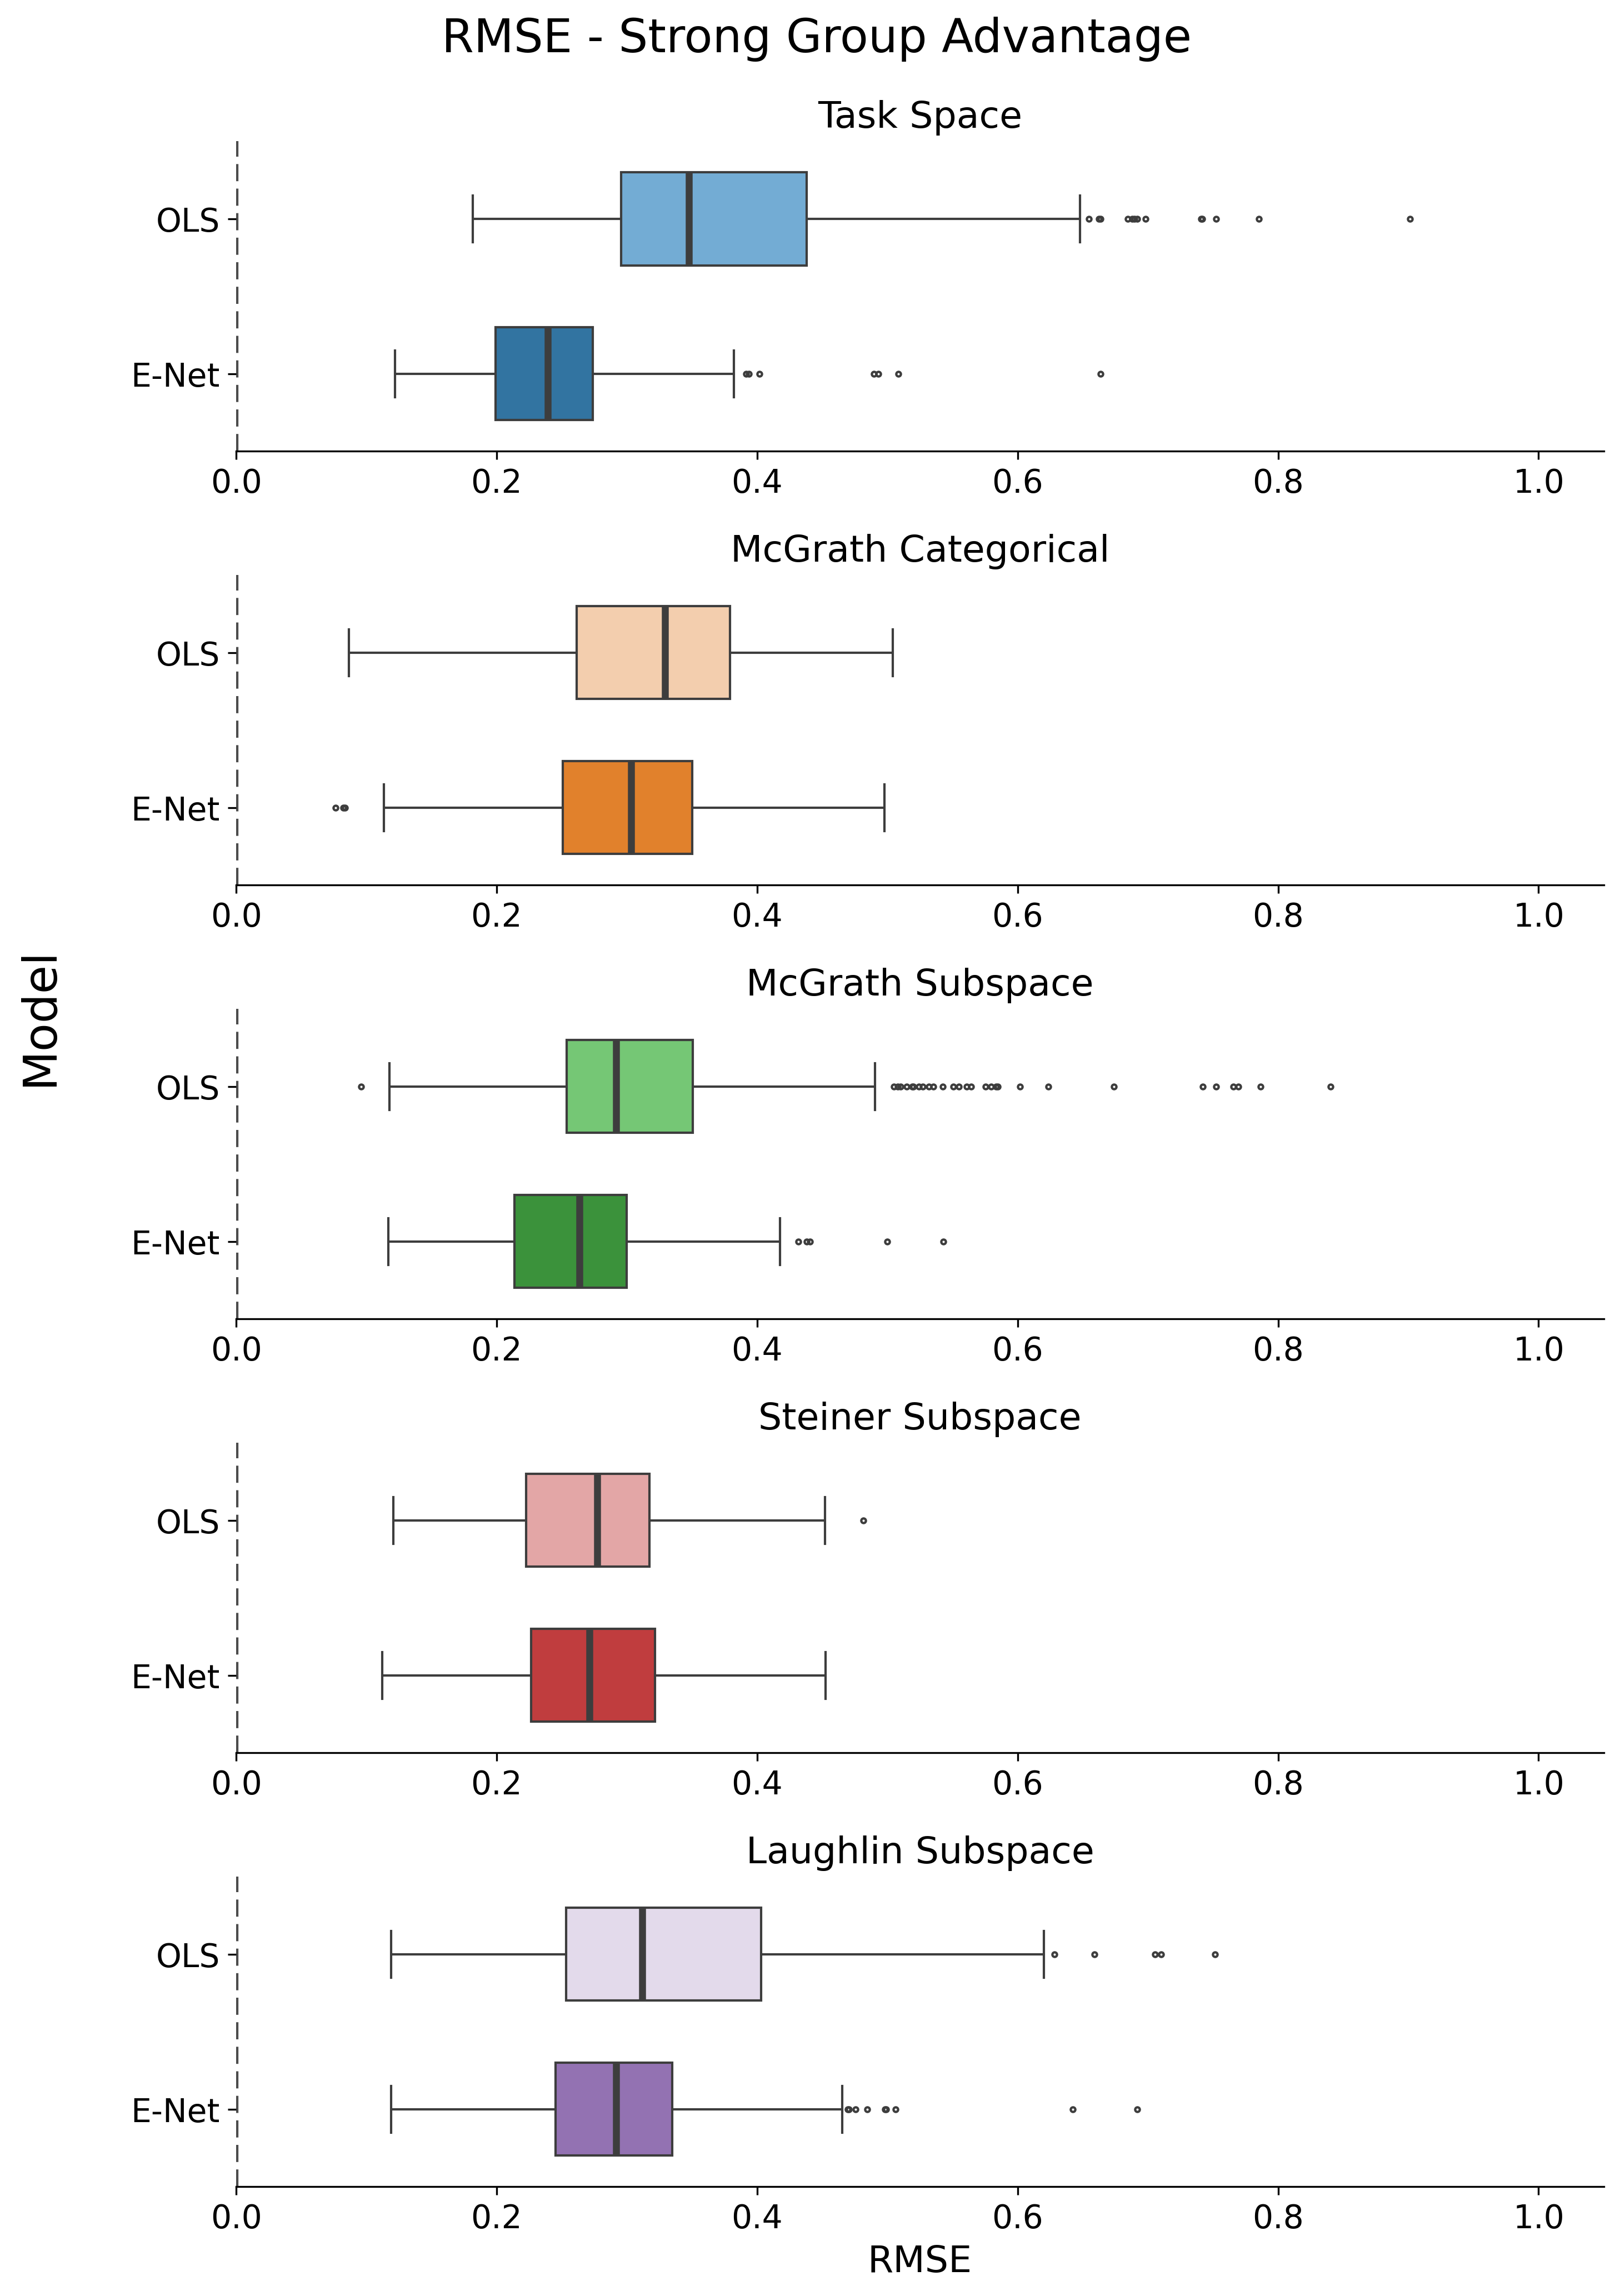 RMSE - Strong Group Advantage
Task Space
OLS
E-Net
0.0 0.2 0.4 0.6 0.8 1.0
McGrath Categorical
OLS
E-Net
0.0 0.2 0.4 0.6 0.8 1.0
Model
McGrath Subspace
OLS
E-Net
0.0 0.2 0.4 0.6 0.8 1.0
Steiner Subspace
OLS
E-Net
0.0 0.2 0.4 0.6 0.8 1.0
Laughlin Subspace
OLS
E-Net
0.0 0.2 0.4 0.6 0.8 1.0
RMSE